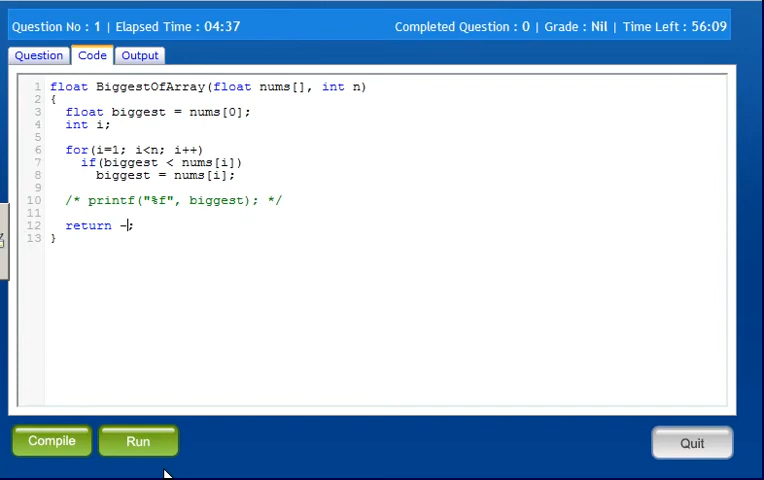 Question No : 1 | Elapsed Time : 04:37
Completed Question : 0 | Grade : Nil | Time Left : 56:09
Question Code Output
1 float BiggestOfArray(float nums[], int n)
2 {
3 float biggest = nums[0];
4 int i;
5
6 for(i=1; i<n; i++)
7 if(biggest < nums[i])
8 biggest = nums[i];
9
10 /* printf("%f", biggest); */
11
12 return -;
13 }
Compile Run Quit